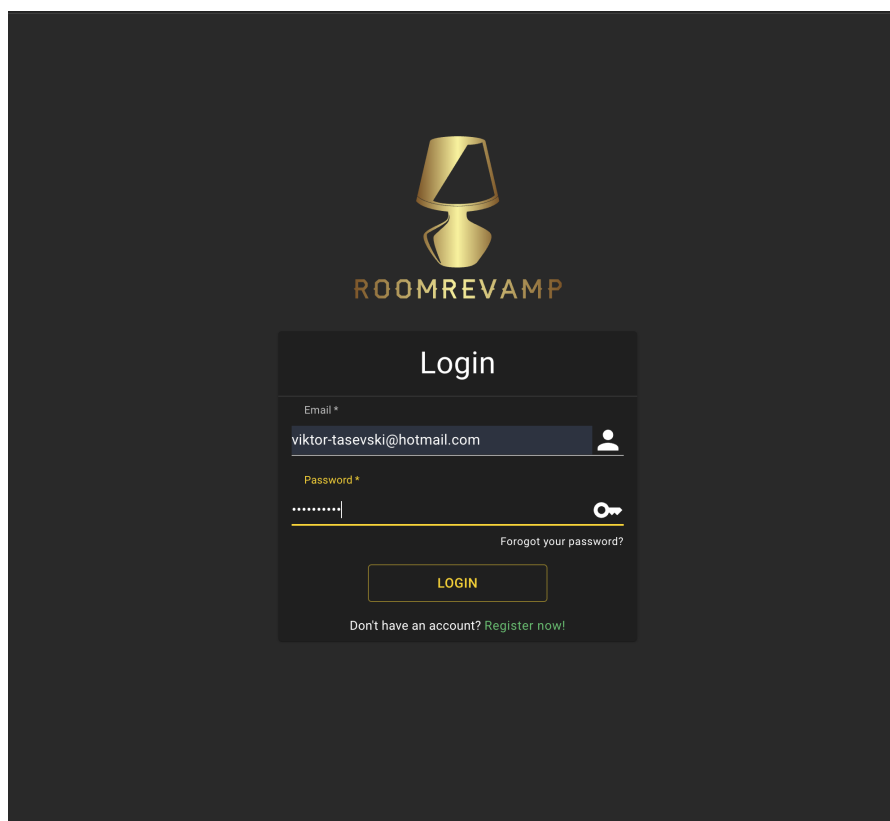 ROOMREVAMP
Login
Email *
viktor-tasevski@hotmail.com
Password *
••••••••••
Forogot your password?
LOGIN
Don't have an account? Register now!